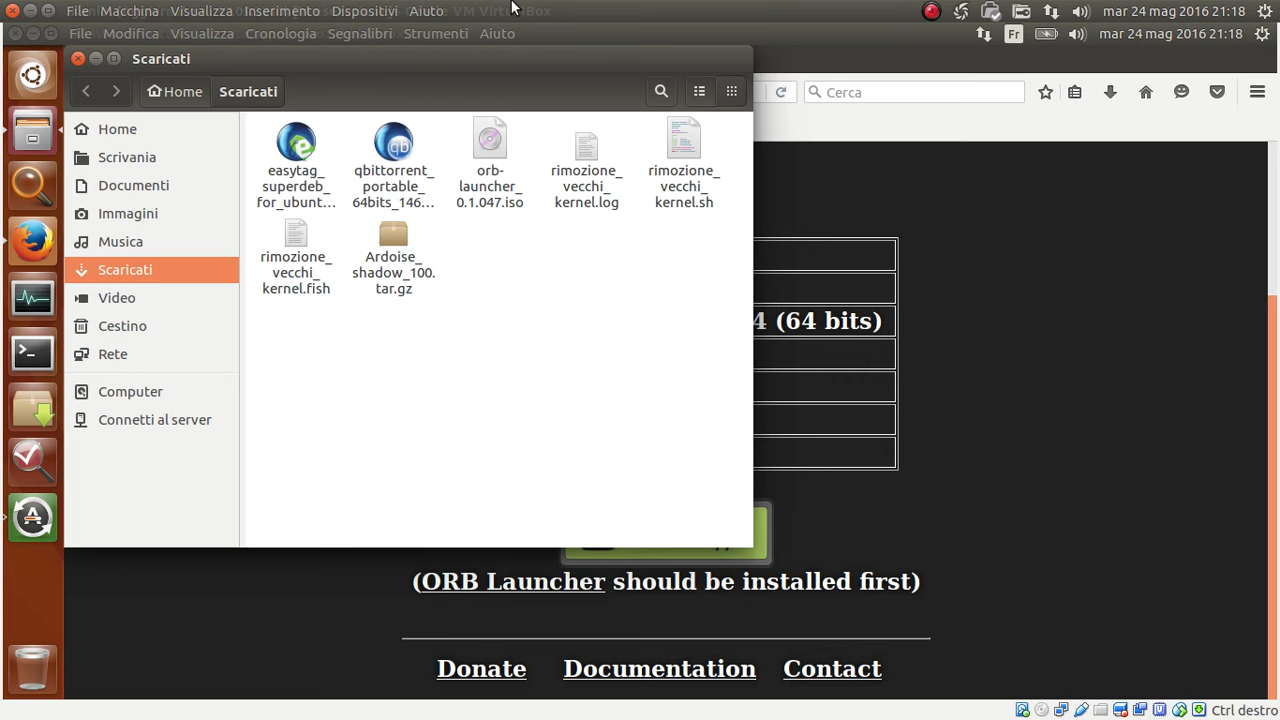 File Macchina Visualizza Inserimento Dispositivi Aiuto VM VirtualBox mar 24 mag 2016 21:18
File Modifica Visualizza Cronologia Segnalibri Strumenti Aiuto Fr mar 24 mag 2016 21:18
Scaricati
Home Scaricati
Cerca
Home
Scrivania
Documenti
Immagini
Musica
Scaricati
Video
Cestino
Rete
Computer
Connetti al server
easytag_
superdeb_
for_ubunt...
qbittorrent_
portable_
64bits_146...
orb-
launcher_
0.1.047.iso
rimozione_
vecchi_
kernel.log
rimozione_
vecchi_
kernel.sh
rimozione_
vecchi_
kernel.fish
Ardoise_
shadow_100.
tar.gz
4 (64 bits)
(ORB Launcher should be installed first)
Donate Documentation Contact
Ctrl destro